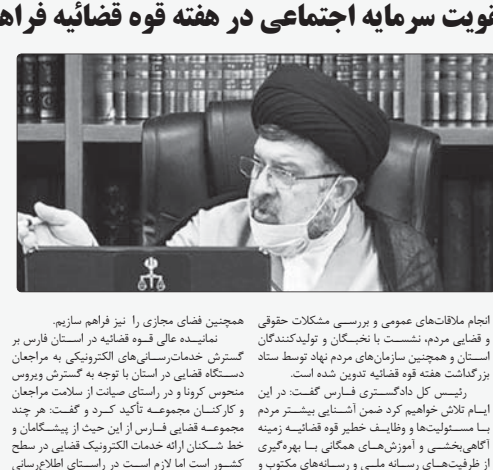 قویت سرمایه اجتماعی در هفته قوه قضائیه فراه
انجام ملاقات‌های عمومی و بررسی مشکلات حقوقی
و قضایی مردم، نشست با نخبگان و تولیدکنندگان
استان و همچنین سازمان‌های مردم نهاد توسط ستاد
بزرگداشت هفته قوه قضائیه تدوین شده است.
رئیس کل دادگستری فارس گفت: در این
ایام تلاش خواهیم کرد ضمن آشنایی بیشتر مردم
با مسئولیت‌ها و وظایف خطیر قوه قضائیه زمینه
آگاهی‌بخشی و آموزش‌های همگانی با بهره‌گیری
از ظرفیت‌های رسانه ملی و رسانه‌های مکتوب و
همچنین فضای مجازی را نیز فراهم سازیم.
نماینده عالی قوه قضائیه در استان فارس بر
گسترش خدمات‌رسانی‌های الکترونیکی به مراجعان
دستگاه قضایی در استان با توجه به گسترش ویروس
منحوس کرونا و در راستای صیانت از سلامت مراجعان
و کارکنان مجموعه تأکید کرد و گفت: هر چند
مجموعه قضایی فارس از این حیث از پیشگامان و
خط شکنان ارائه خدمات الکترونیک قضایی در سطح
کشور است اما لازم است در راستای اطلاع‌رسانی